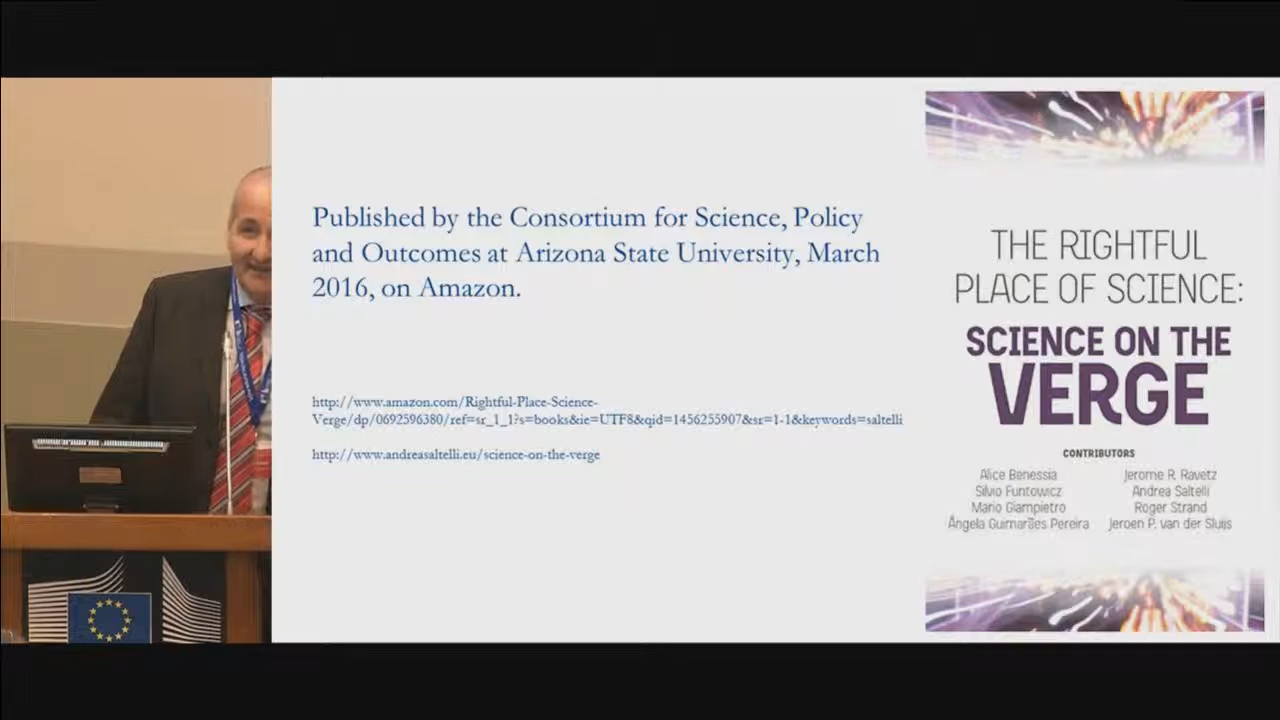 Published by the Consortium for Science, Policy
and Outcomes at Arizona State University, March
2016, on Amazon.
http://www.amazon.com/Rightful-Place-Science-
Verge/dp/0692596380/ref=sr_1_1?s=books&ie=UTF8&qid=1456255907&sr=1-1&keywords=saltelli
http://www.andreasaltelli.eu/science-on-the-verge
THE RIGHTFUL
PLACE OF SCIENCE:
SCIENCE ON THE
VERGE
CONTRIBUTORS
Alice Benessia
Silvio Funtowicz
Mario Giampietro
Ângela Guimarães Pereira
Jerome R. Ravetz
Andrea Saltelli
Roger Strand
Jeroen P. van der Sluijs